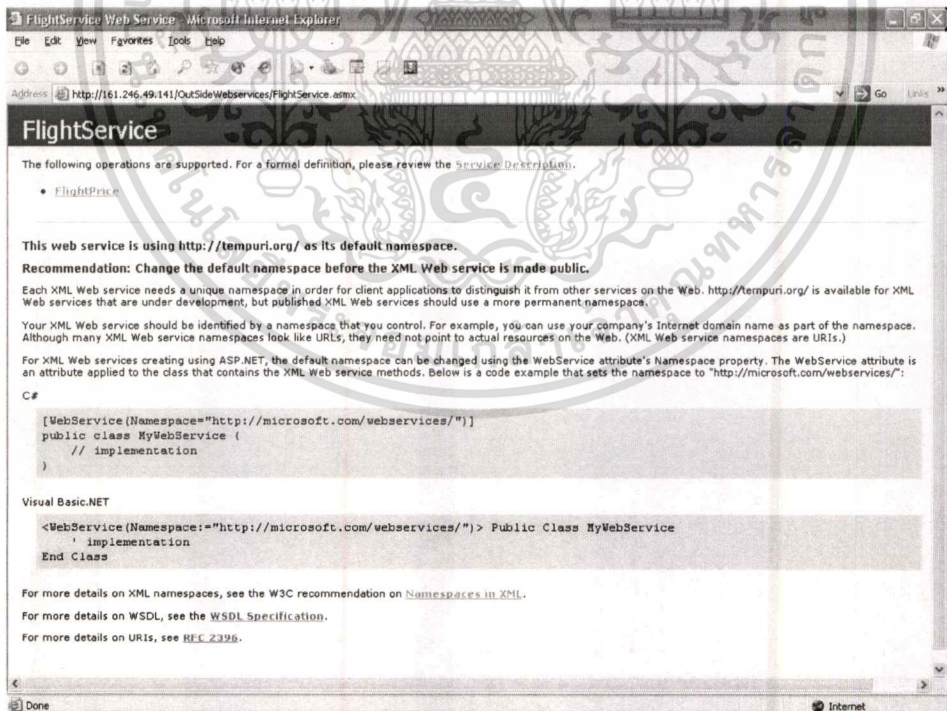 FlightService Web Service - Microsoft Internet Explorer
File Edit View Favorites Tools Help
Address http://161.246.49.141/OutSideWebservices/FlightService.asmx Go Links »
FlightService
The following operations are supported. For a formal definition, please review the Service Description.
• FlightPrice
This web service is using http://tempuri.org/ as its default namespace.
Recommendation: Change the default namespace before the XML Web service is made public.
Each XML Web service needs a unique namespace in order for client applications to distinguish it from other services on the Web. http://tempuri.org/ is available for XML
Web services that are under development, but published XML Web services should use a more permanent namespace.
Your XML Web service should be identified by a namespace that you control. For example, you can use your company's Internet domain name as part of the namespace.
Although many XML Web service namespaces look like URLs, they need not point to actual resources on the Web. (XML Web service namespaces are URIs.)
For XML Web services creating using ASP.NET, the default namespace can be changed using the WebService attribute's Namespace property. The WebService attribute is
an attribute applied to the class that contains the XML Web service methods. Below is a code example that sets the namespace to "http://microsoft.com/webservices/":
C#
[WebService(Namespace="http://microsoft.com/webservices/")]
public class MyWebService {
// implementation
}
Visual Basic.NET
<WebService(Namespace:="http://microsoft.com/webservices/")> Public Class MyWebService
' implementation
End Class
For more details on XML namespaces, see the W3C recommendation on Namespaces in XML.
For more details on WSDL, see the WSDL Specification.
For more details on URIs, see RFC 2396.
Done Internet